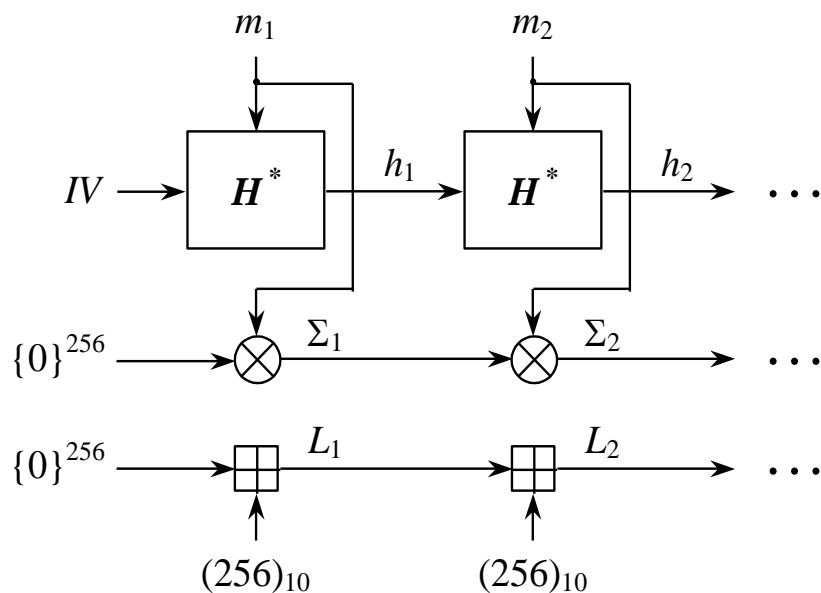 m₁ m₂
IV H* h₁ H* h₂ ...
{0}²⁵⁶ Σ₁ Σ₂ ...
{0}²⁵⁶ L₁ L₂ ...
(256)₁₀ (256)₁₀